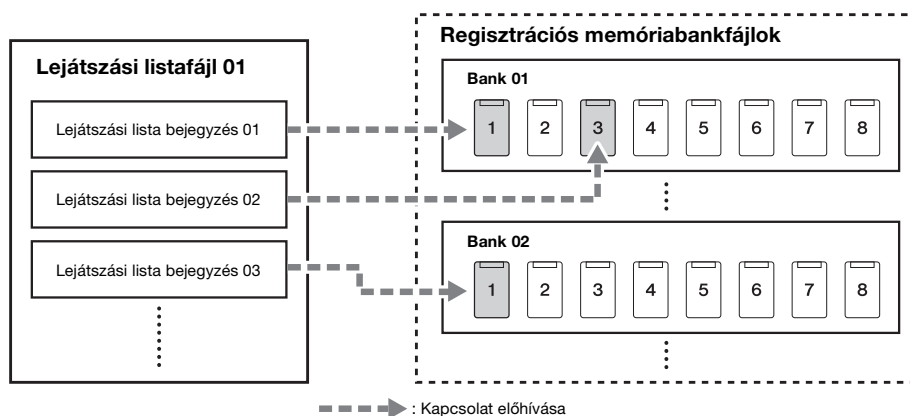 Lejátszási listafájl 01
Lejátszási lista bejegyzés 01
Lejátszási lista bejegyzés 02
Lejátszási lista bejegyzés 03
Regisztrációs memóriabankfájlok
Bank 01
1 2 3 4 5 6 7 8
Bank 02
1 2 3 4 5 6 7 8
: Kapcsolat előhívása